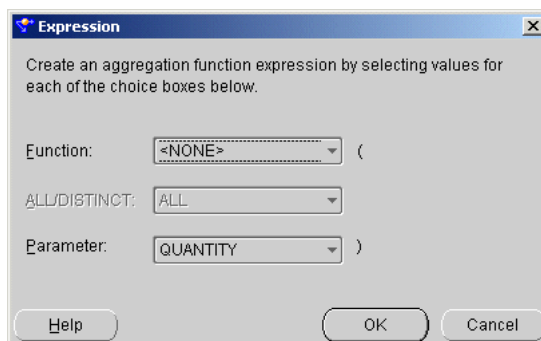 Expression
Create an aggregation function expression by selecting values for
each of the choice boxes below.
Function: <NONE> (
ALL/DISTINCT: ALL
Parameter: QUANTITY )
Help OK Cancel